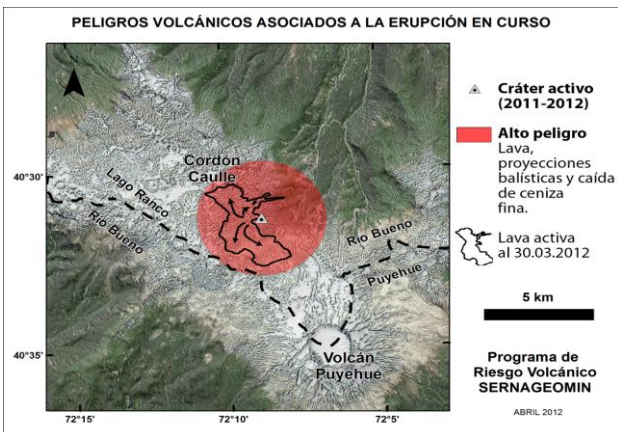 PELIGROS VOLCÁNICOS ASOCIADOS A LA ERUPCIÓN EN CURSO
Cordón
Caulle
Lago Ranco
Río Bueno
Río Bueno
Puyehue
Volcán
Puyehué
40°30'
40°35'
72°15'
72°10'
72°5'
Cráter activo
(2011-2012)
Alto peligro
Lava,
proyecciones
balísticas y caída
de ceniza
fina.
Lava activa
al 30.03.2012
5 km
Programa de
Riesgo Volcánico
SERNAGEOMIN
ABRIL 2012